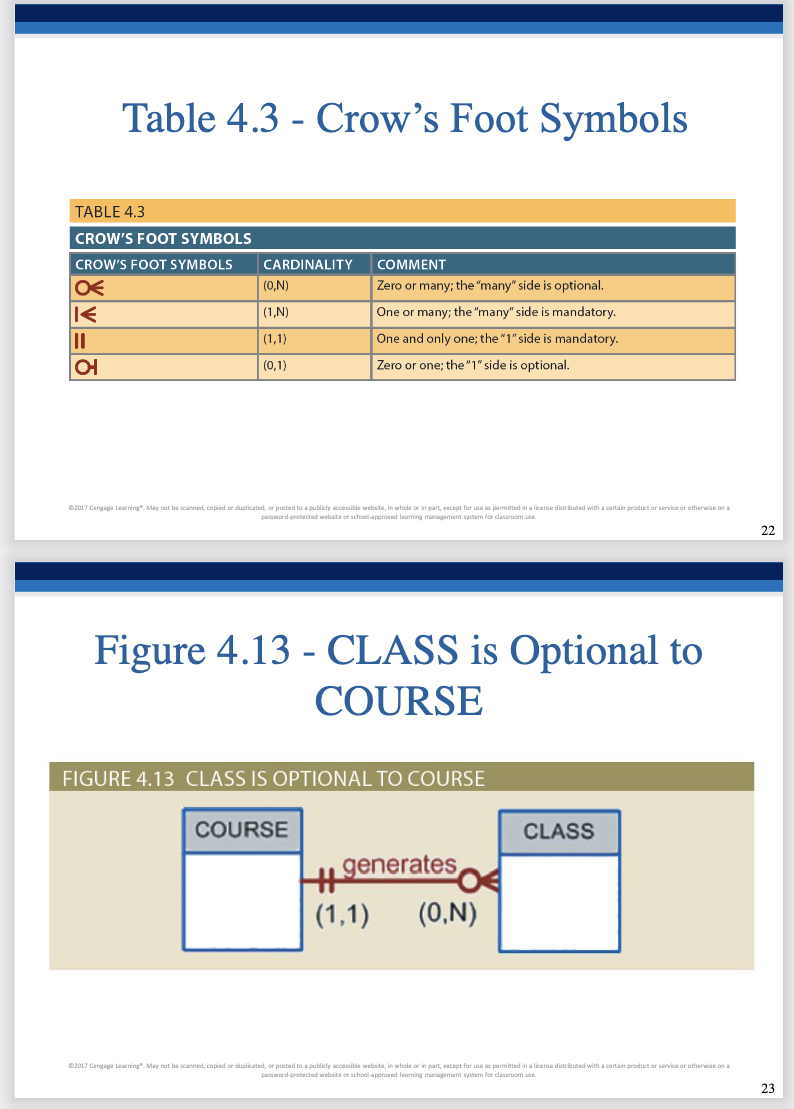 Table 4.3 - Crow’s Foot Symbols
TABLE 4.3
CROW’S FOOT SYMBOLS
CROW’S FOOT SYMBOLS CARDINALITY COMMENT
(0,N) Zero or many; the “many” side is optional.
(1,N) One or many; the “many” side is mandatory.
(1,1) One and only one; the “1” side is mandatory.
(0,1) Zero or one; the “1” side is optional.
©2017 Cengage Learning®. May not be scanned, copied or duplicated, or posted to a publicly accessible website, in whole or in part, except for use as permitted in a license distributed with a certain product or service or otherwise on a
password-protected website or school-approved learning management system for classroom use.
22
Figure 4.13 - CLASS is Optional to
COURSE
FIGURE 4.13 CLASS IS OPTIONAL TO COURSE
COURSE
CLASS
generates
(1,1) (0,N)
©2017 Cengage Learning®. May not be scanned, copied or duplicated, or posted to a publicly accessible website, in whole or in part, except for use as permitted in a license distributed with a certain product or service or otherwise on a
password-protected website or school-approved learning management system for classroom use.
23